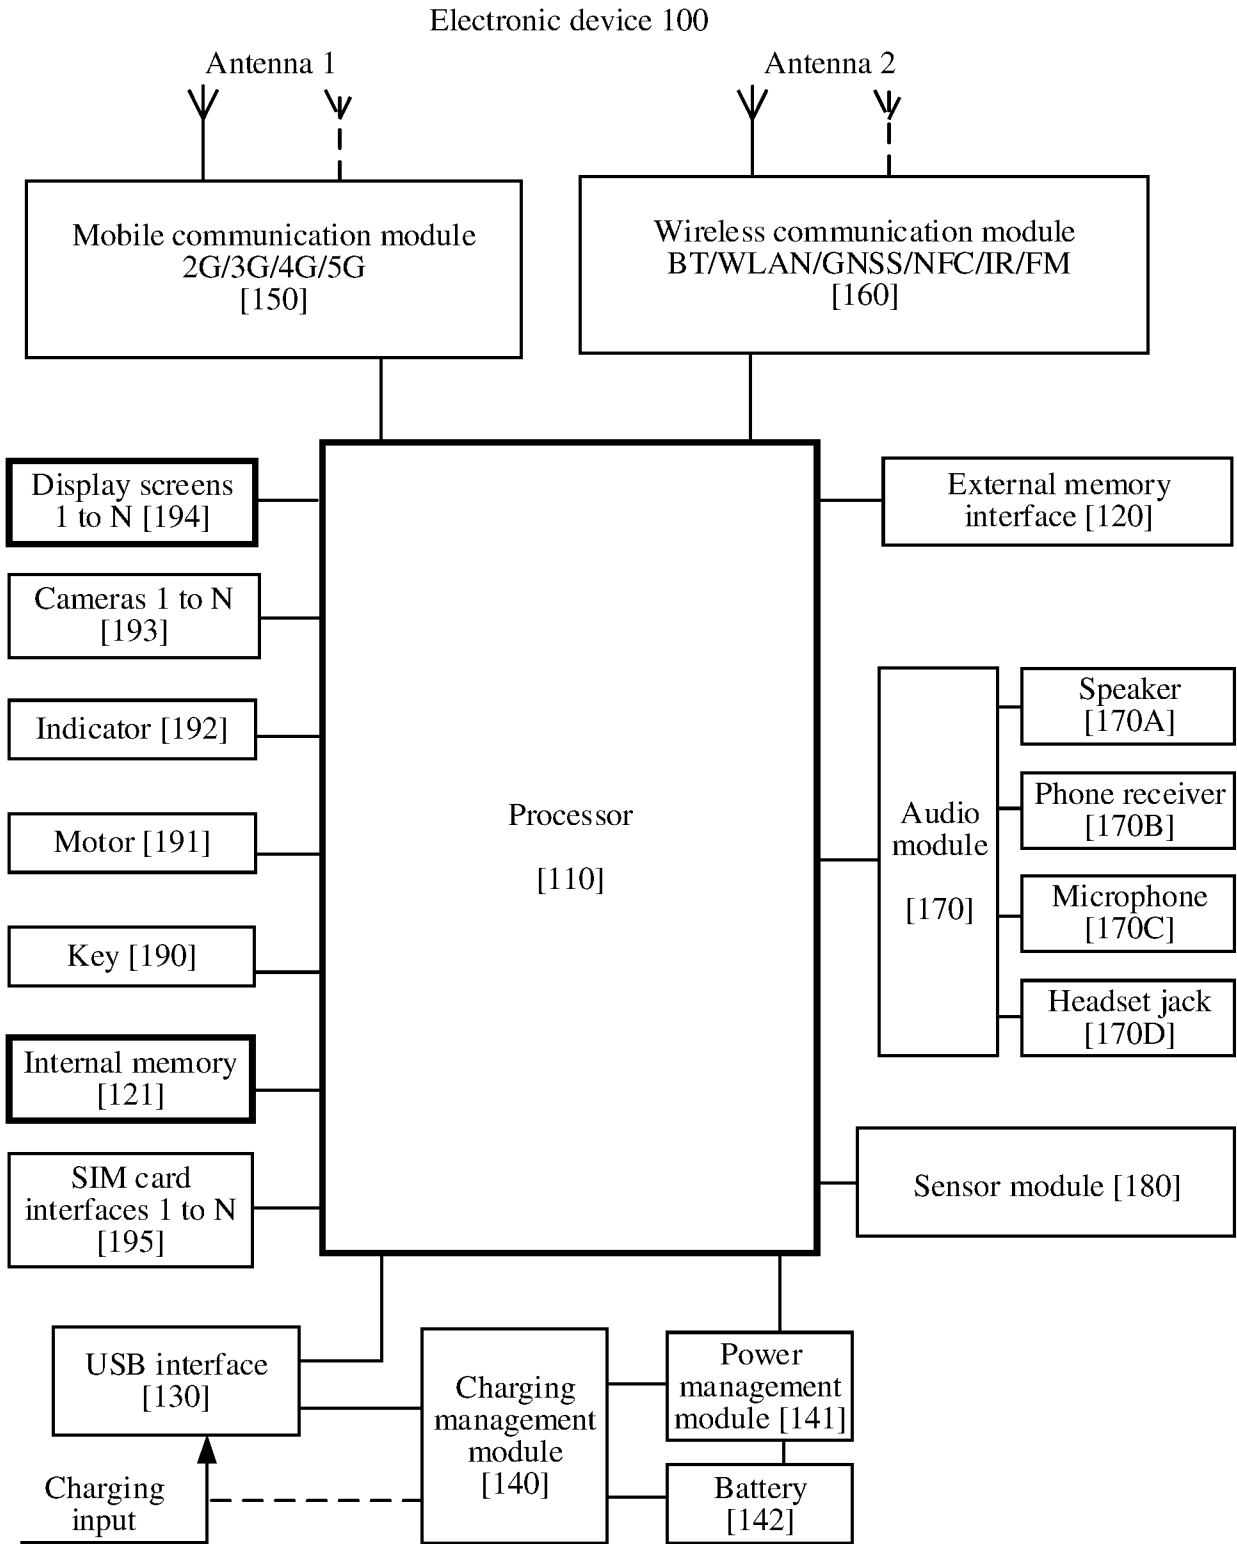 Electronic device 100
Antenna 1
Antenna 2
Mobile communication module
2G/3G/4G/5G
[150]
Wireless communication module
BT/WLAN/GNSS/NFC/IR/FM
[160]
Display screens
1 to N [194]
Cameras 1 to N
[193]
Indicator [192]
Motor [191]
Key [190]
Internal memory
[121]
SIM card
interfaces 1 to N
[195]
Processor
[110]
External memory
interface [120]
Audio
module
[170]
Speaker
[170A]
Phone receiver
[170B]
Microphone
[170C]
Headset jack
[170D]
Sensor module [180]
USB interface
[130]
Charging
input
Charging
management
module
[140]
Power
management
module [141]
Battery
[142]